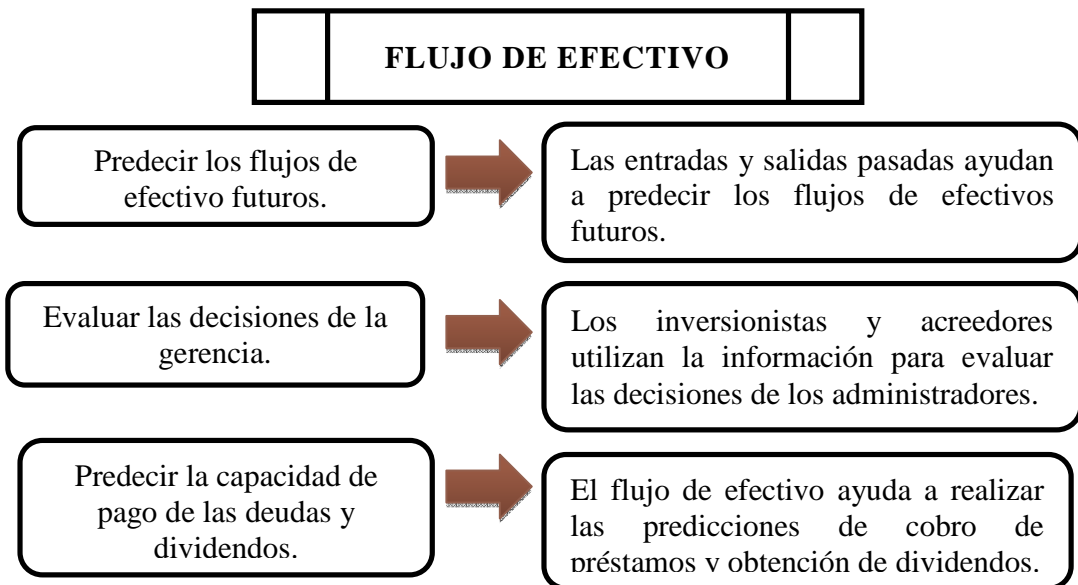 FLUJO DE EFECTIVO
Predecir los flujos de
efectivo futuros.
Las entradas y salidas pasadas ayudan
a predecir los flujos de efectivos
futuros.
Evaluar las decisiones de la
gerencia.
Los inversionistas y acreedores
utilizan la información para evaluar
las decisiones de los administradores.
Predecir la capacidad de
pago de las deudas y
dividendos.
El flujo de efectivo ayuda a realizar
las predicciones de cobro de
préstamos y obtención de dividendos.